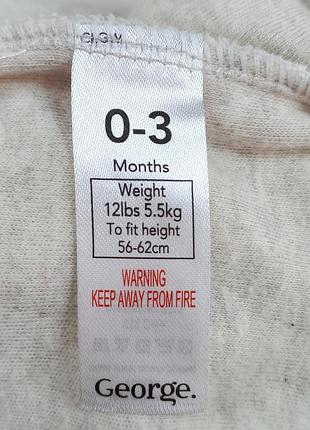 0-3
Months
Weight
12lbs 5.5kg
To fit height
56-62cm
WARNING
KEEP AWAY FROM FIRE
George.